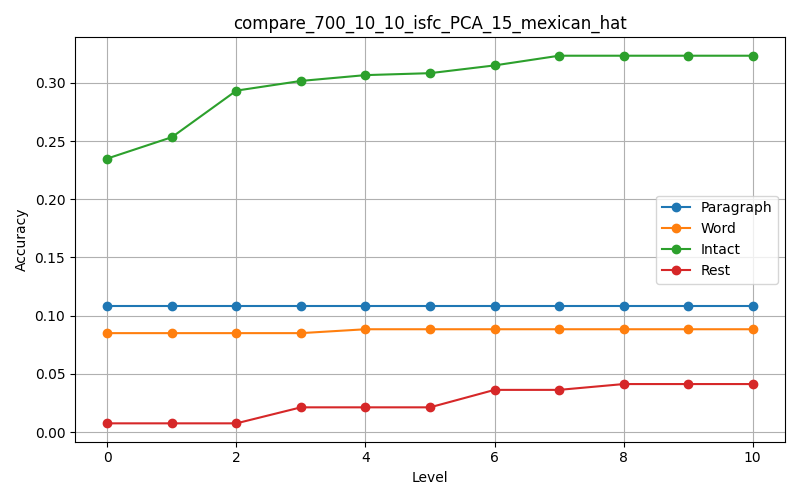 compare_700_10_10_isfc_PCA_15_mexican_hat
Accuracy
0.30
0.25
0.20
0.15
0.10
0.05
0.00
Paragraph
Word
Intact
Rest
0 2 4 6 8 10
Level